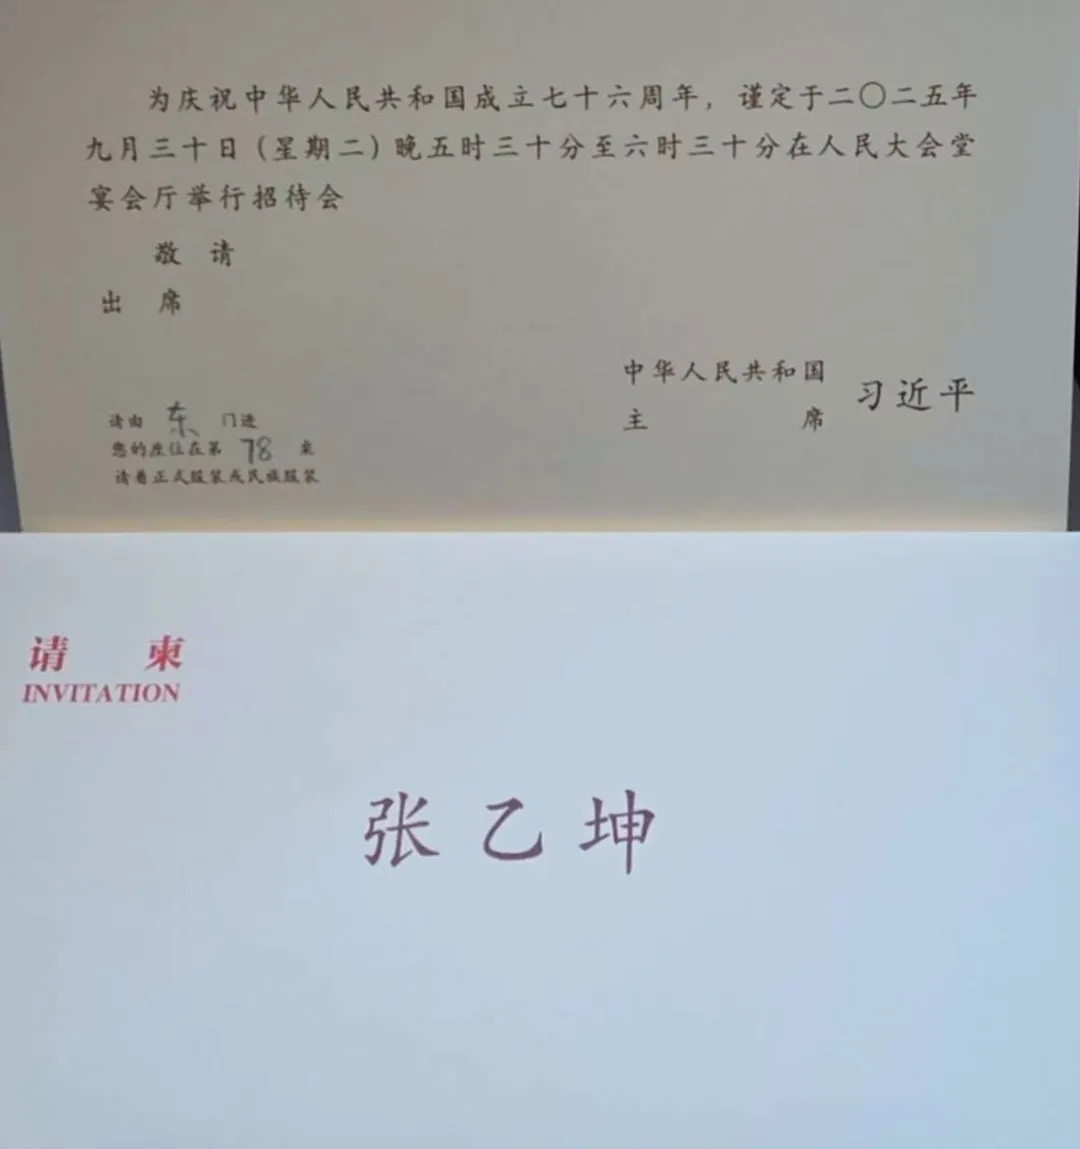 为庆祝中华人民共和国成立七十六周年，谨定于二〇二五年
九月三十日（星期二）晚五时三十分至六时三十分在人民大会堂
宴会厅举行招待会
敬 请
出 席
中华人民共和国
主 席 习近平
请由 东 门进
您的座位在第 78 桌
请着正式服装或民族服装
请 柬
INVITATION
张乙坤